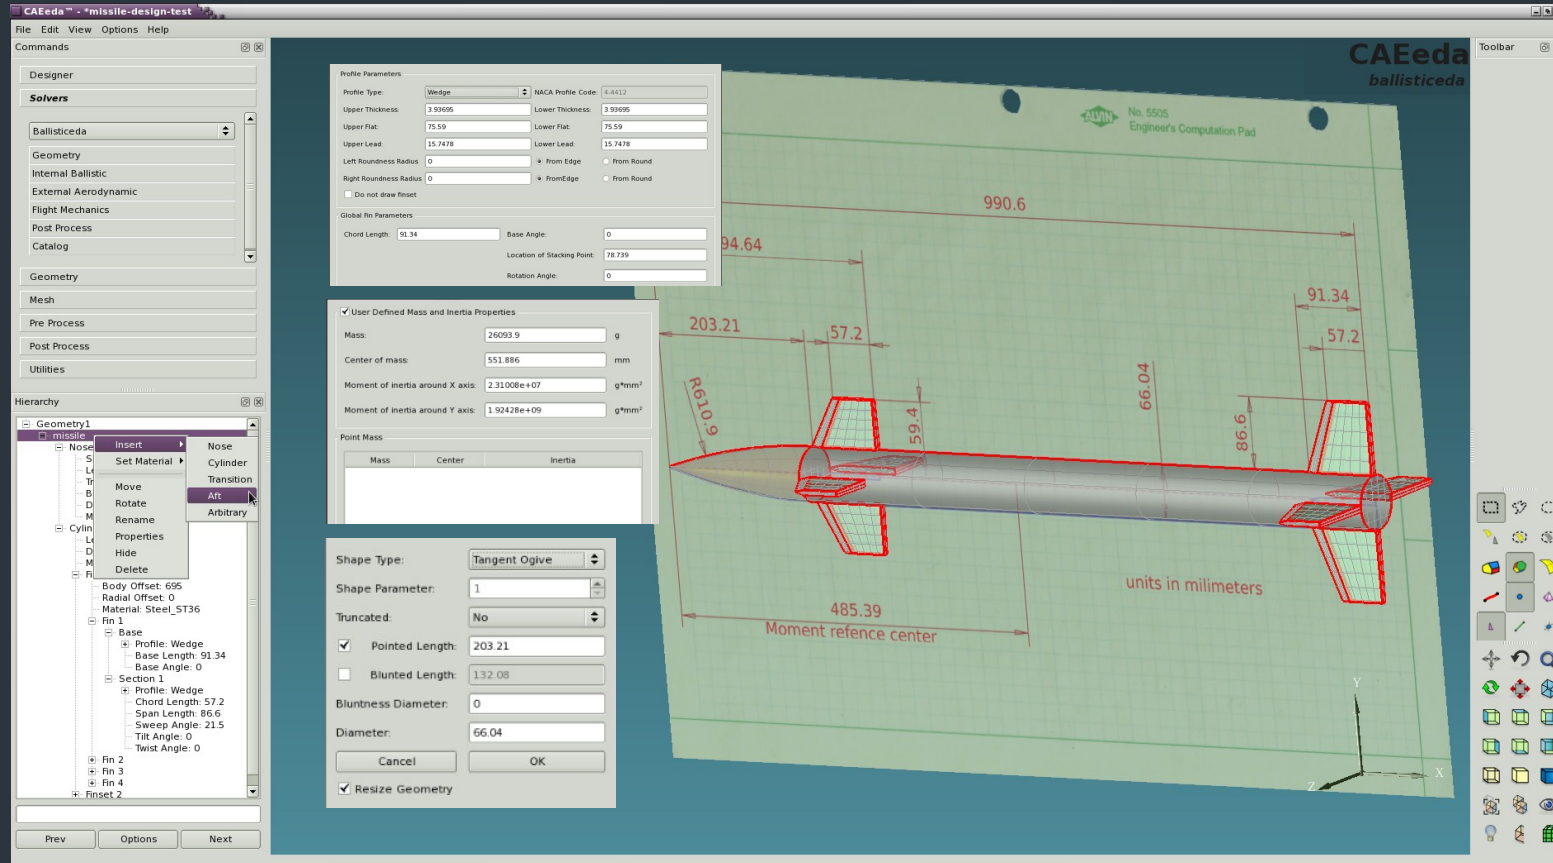 CAEeda™ - *missile-design-test
File Edit View Options Help
Commands
Designer
Solvers
Ballisticeda
Geometry
Internal Ballistic
External Aerodynamic
Flight Mechanics
Post Process
Catalog
Geometry
Mesh
Pre Process
Post Process
Utilities
Hierarchy
Geometry1
missile
Nose
S
Le
Tr
B
D
M
Cylin
Le
D
M
Fi
Body Offset: 695
Radial Offset: 0
Material: Steel_ST36
Fin 1
Base
Profile: Wedge
Base Length: 91.34
Base Angle: 0
Section 1
Profile: Wedge
Chord Length: 57.2
Span Length: 86.6
Sweep Angle: 21.5
Tilt Angle: 0
Twist Angle: 0
Fin 2
Fin 3
Fin 4
Finset 2
Insert
Set Material
Move
Rotate
Rename
Properties
Hide
Delete
Nose
Cylinder
Transition
Aft
Arbitrary
Prev Options Next
Profile Parameters
Profile Type: Wedge NACA Profile Code: 4-4412
Upper Thickness: 3.93695 Lower Thickness: 3.93695
Upper Flat: 75.59 Lower Flat: 75.59
Upper Lead: 15.7478 Lower Lead: 15.7478
Left Roundness Radius 0 From Edge From Round
Right Roundness Radius 0 FromEdge From Round
Do not draw finset
Global Fin Parameters
Chord Length: 91.34 Base Angle: 0
Location of Stacking Point: 78.739
Rotation Angle: 0
User Defined Mass and Inertia Properties
Mass: 26093.9 g
Center of mass: 551.886 mm
Moment of inertia around X axis: 2.31008e+07 g*mm²
Moment of inertia around Y axis: 1.92428e+09 g*mm²
Point Mass
Mass Center Inertia
Shape Type: Tangent Ogive
Shape Parameter: 1
Truncated: No
Pointed Length: 203.21
Blunted Length: 132.08
Bluntness Diameter: 0
Diameter: 66.04
Cancel OK
Resize Geometry
CAEeda
ballisticeda
ALVIN
No. 5505
Engineer's Computation Pad
990.6
94.64
203.21
57.2
R610.9
59.4
66.04
86.6
91.34
57.2
485.39
Moment refence center
units in milimeters
Y
X
Z
Toolbar